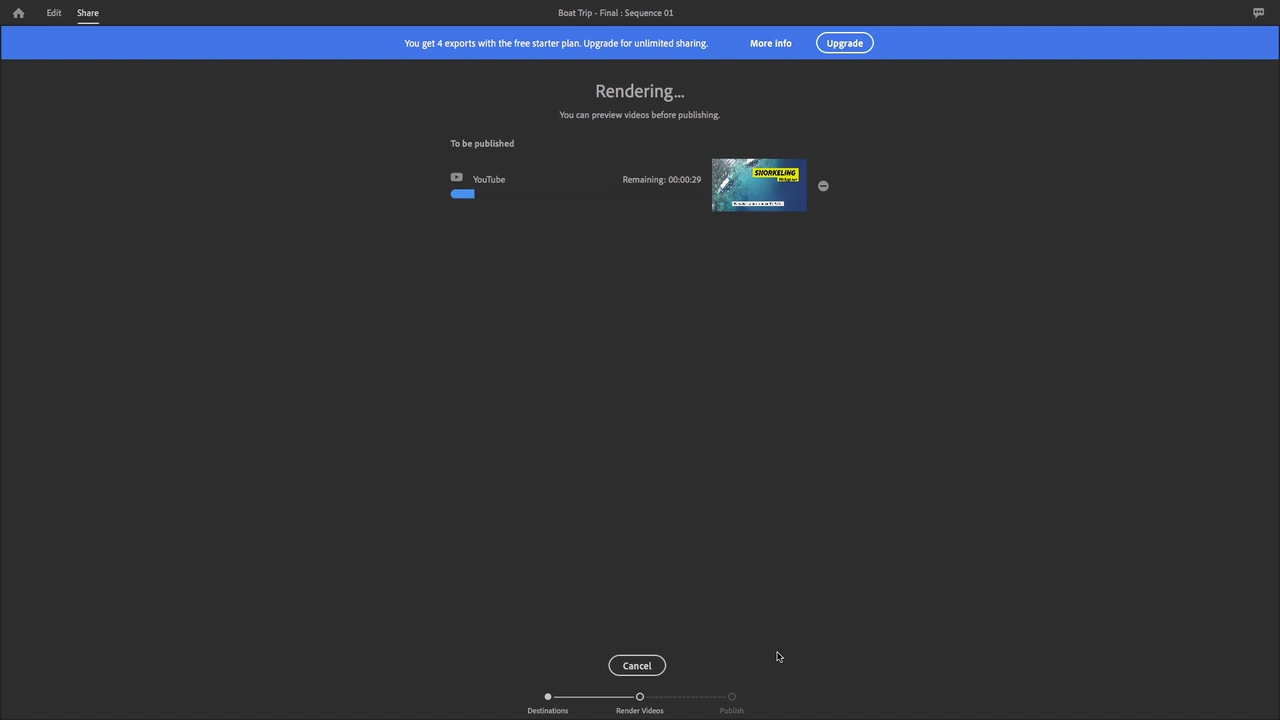 Edit
Share
Boat Trip - Final : Sequence 01
You get 4 exports with the free starter plan. Upgrade for unlimited sharing.
More info
Upgrade
Rendering...
You can preview videos before publishing.
To be published
YouTube
Remaining: 00:00:29
SNORKELING
Cancel
Destinations
Render Videos
Publish